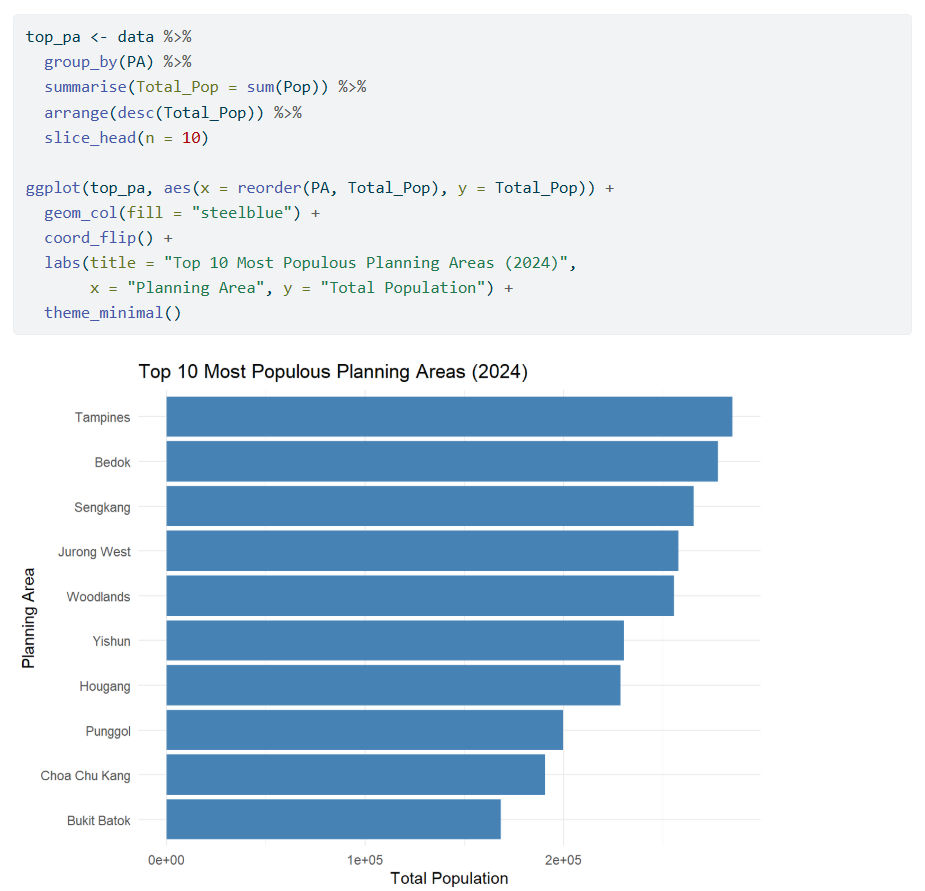 top_pa <- data %>%
  group_by(PA) %>%
  summarise(Total_Pop = sum(Pop)) %>%
  arrange(desc(Total_Pop)) %>%
  slice_head(n = 10)

ggplot(top_pa, aes(x = reorder(PA, Total_Pop), y = Total_Pop)) +
  geom_col(fill = "steelblue") +
  coord_flip() +
  labs(title = "Top 10 Most Populous Planning Areas (2024)",
       x = "Planning Area", y = "Total Population") +
  theme_minimal()
Top 10 Most Populous Planning Areas (2024)
Planning Area
Tampines
Bedok
Sengkang
Jurong West
Woodlands
Yishun
Hougang
Punggol
Choa Chu Kang
Bukit Batok
0e+00 1e+05 2e+05
Total Population